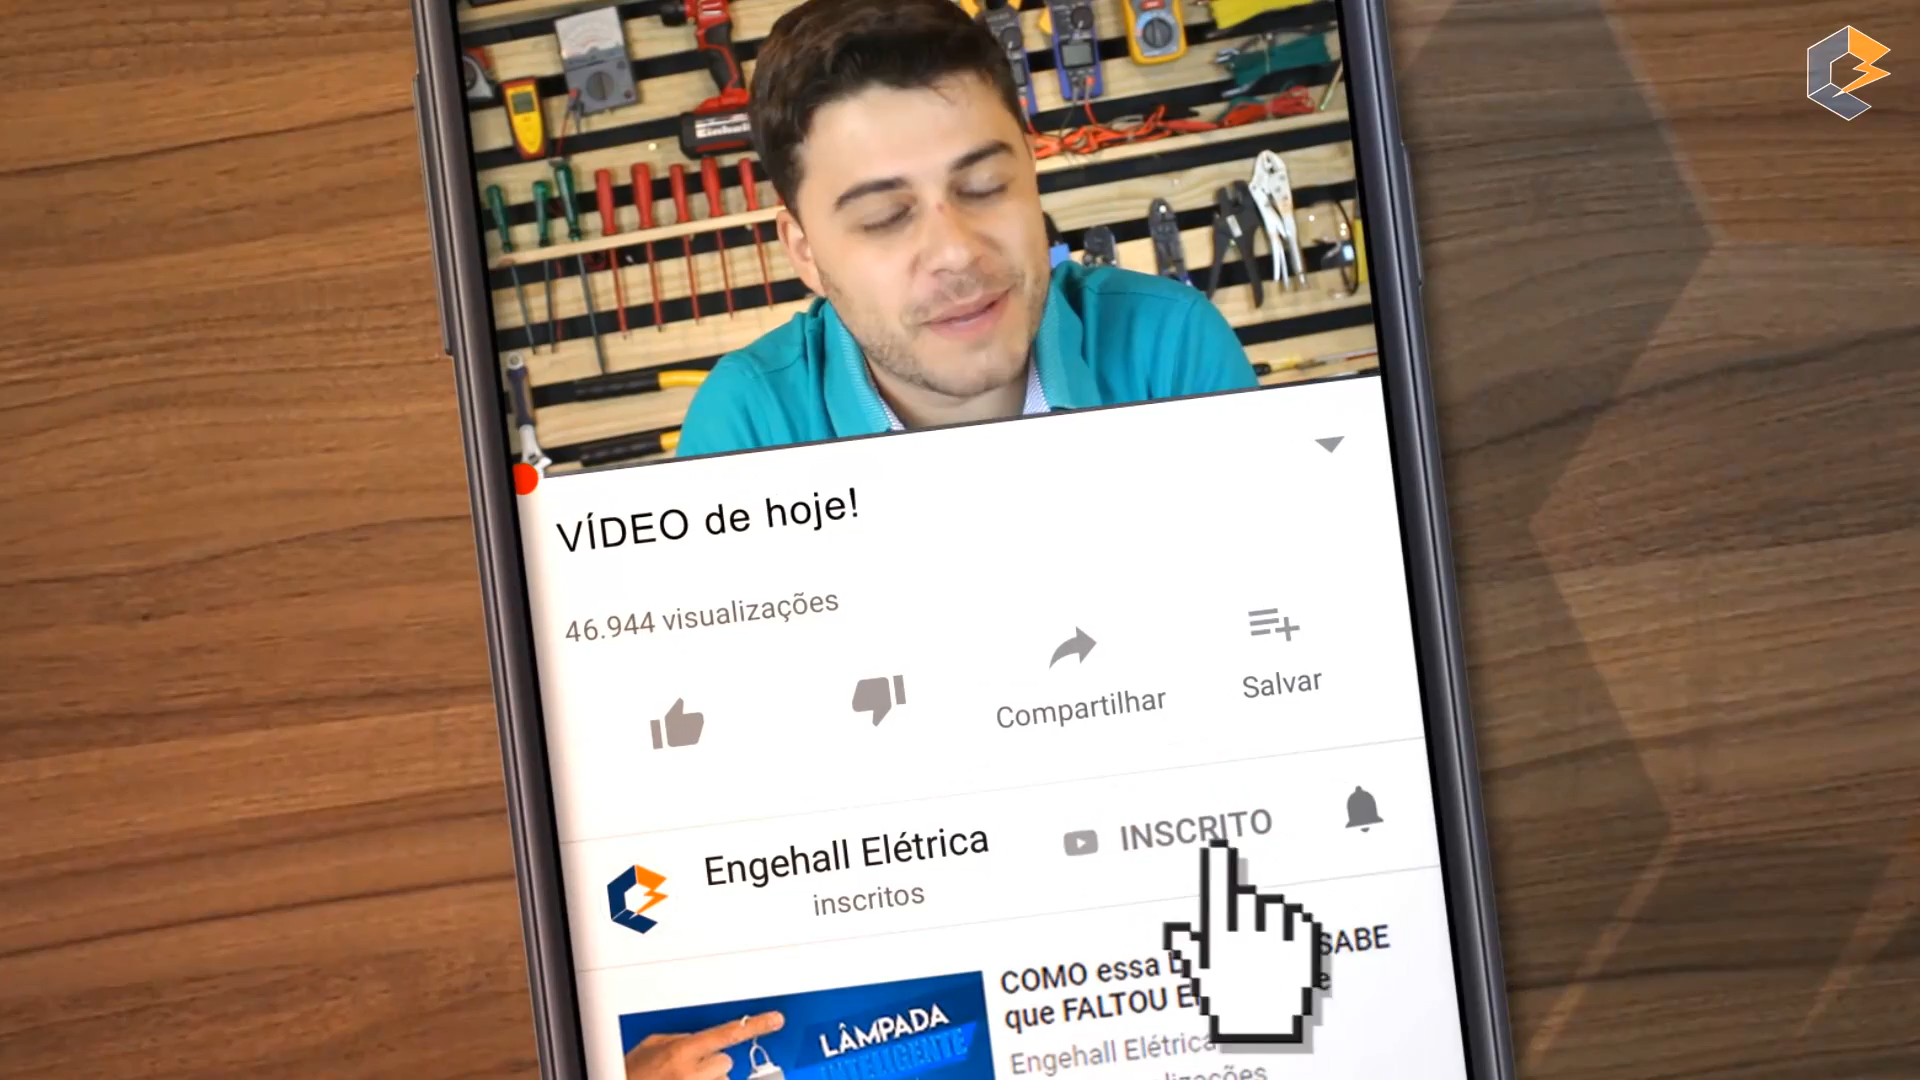 VÍDEO de hoje!
46.944 visualizações
Compartilhar
Salvar
Engehall Elétrica
INSCRITO
inscritos
COMO essa SABE
que FALTOU
Engehall Elétrica
LÂMPADA
INTELIGENTE